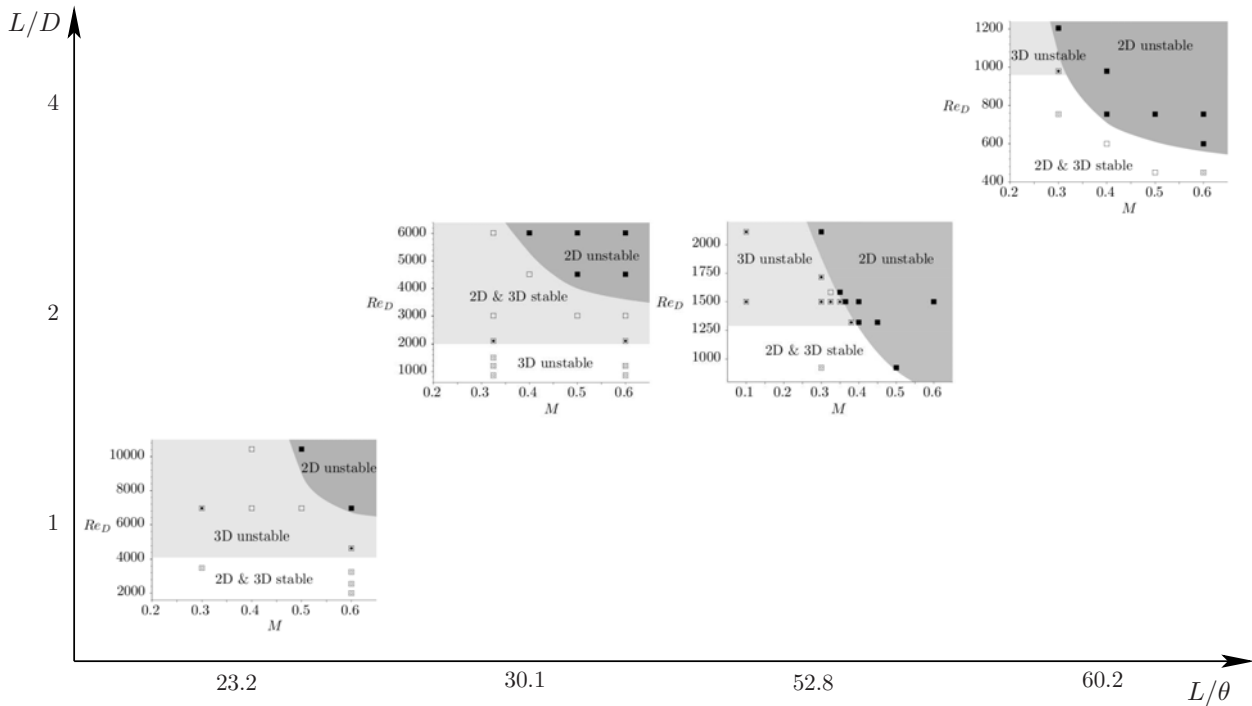 L/D
4
2
1
1200
1000
800
600
400
Re_D
3D unstable
2D unstable
2D & 3D stable
0.2 0.3 0.4 0.5 0.6
M
6000
5000
4000
3000
2000
1000
Re_D
2D unstable
2D & 3D stable
3D unstable
0.2 0.3 0.4 0.5 0.6
M
2000
1750
1500
1250
1000
Re_D
3D unstable
2D unstable
2D & 3D stable
0.1 0.2 0.3 0.4 0.5 0.6
M
10000
8000
6000
4000
2000
Re_D
2D unstable
3D unstable
2D & 3D stable
0.2 0.3 0.4 0.5 0.6
M
23.2 30.1 52.8 60.2
L/θ